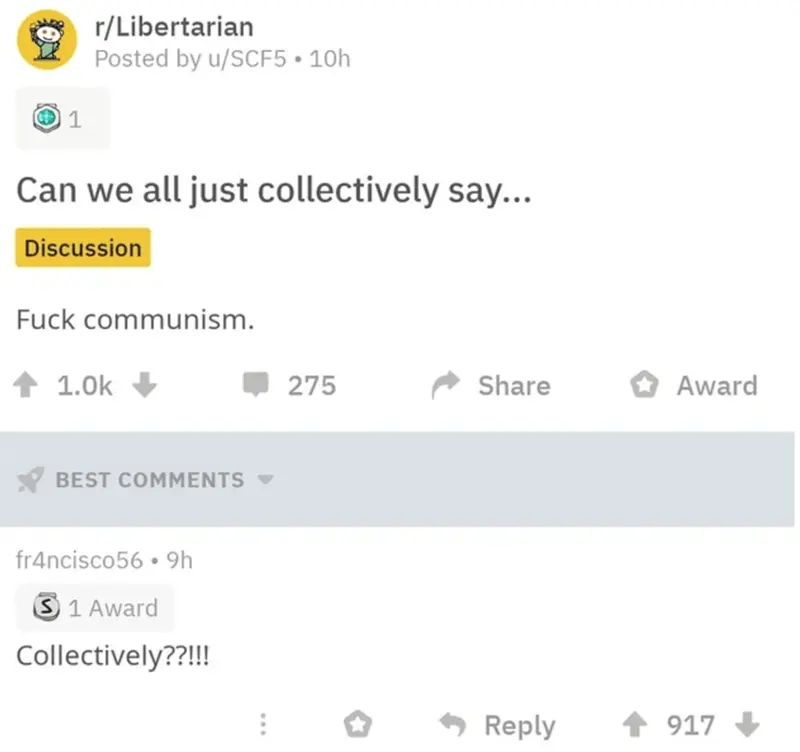 r/Libertarian
Posted by u/SCF5 • 10h
1
Can we all just collectively say...
Discussion
Fuck communism.
1.0k 275 Share Award
BEST COMMENTS
fr4ncisco56 • 9h
S 1 Award
Collectively??!!!
Reply 917